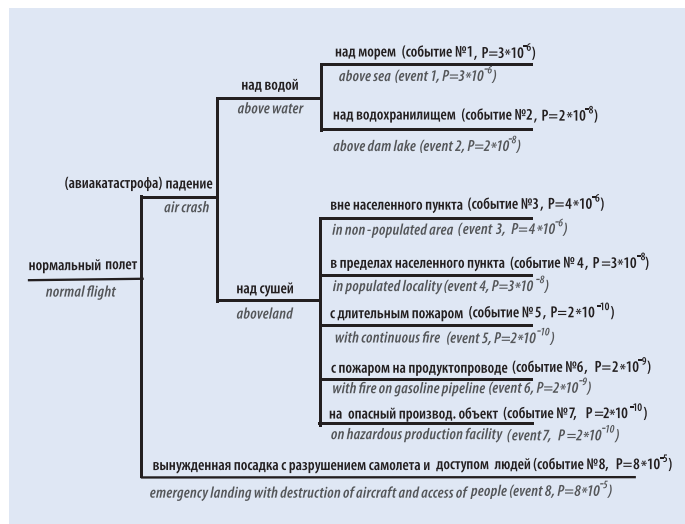 над морем (событие №1, P=3*10⁻⁶)
above sea (event 1, P=3*10⁻⁶)
над водой
above water
над водохранилищем (событие №2, P=2*10⁻⁸)
above dam lake (event 2, P=2*10⁻⁸)
(авиакатастрофа) падение
air crash
вне населенного пункта (событие №3, P=4*10⁻⁶)
in non-populated area (event 3, P=4*10⁻⁶)
нормальный полет
normal flight
в пределах населенного пункта (событие № 4, P=3*10⁻⁸)
in populated locality (event 4, P=3*10⁻⁸)
над сушей
aboveland
с длительным пожаром (событие № 5, P=2*10⁻¹⁰)
with continuous fire (event 5, P=2*10⁻¹⁰)
с пожаром на продуктопроводе (событие №6, P=2*10⁻⁹)
with fire on gasoline pipeline (event 6, P=2*10⁻⁹)
на опасный производ. объект (событие №7, P=2*10⁻¹⁰)
on hazardous production facility (event 7, P=2*10⁻¹⁰)
вынужденная посадка с разрушением самолета и доступом людей (событие №8, P=8*10⁻⁵)
emergency landing with destruction of aircraft and access of people (event 8, P=8*10⁻⁵)